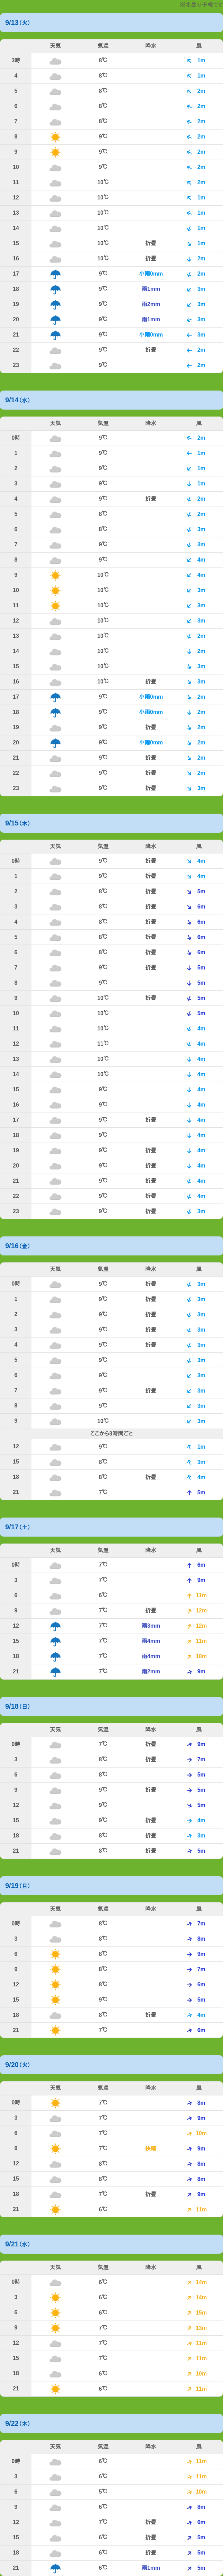 ※丸森の予報です
9/13（火）
天気 気温 降水 風
3時 8℃ 1m
4 8℃ 1m
5 8℃ 2m
6 8℃ 2m
7 8℃ 2m
8 9℃ 2m
9 9℃ 2m
10 9℃ 2m
11 10℃ 2m
12 10℃ 1m
13 10℃ 1m
14 10℃ 1m
15 10℃ 折畳 1m
16 10℃ 折畳 2m
17 9℃ 小雨0mm 2m
18 9℃ 雨1mm 3m
19 9℃ 雨2mm 3m
20 9℃ 雨1mm 3m
21 9℃ 小雨0mm 3m
22 9℃ 折畳 2m
23 9℃ 2m
9/14（水）
天気 気温 降水 風
0時 9℃ 2m
1 9℃ 1m
2 9℃ 1m
3 9℃ 1m
4 9℃ 折畳 2m
5 8℃ 2m
6 8℃ 3m
7 9℃ 3m
8 9℃ 4m
9 10℃ 4m
10 10℃ 3m
11 10℃ 3m
12 10℃ 3m
13 10℃ 2m
14 10℃ 2m
15 10℃ 3m
16 10℃ 折畳 3m
17 9℃ 小雨0mm 2m
18 9℃ 小雨0mm 2m
19 9℃ 折畳 2m
20 9℃ 小雨0mm 2m
21 9℃ 折畳 2m
22 9℃ 折畳 2m
23 9℃ 折畳 3m
9/15（木）
天気 気温 降水 風
0時 9℃ 折畳 4m
1 9℃ 折畳 4m
2 8℃ 折畳 5m
3 8℃ 折畳 6m
4 8℃ 折畳 6m
5 8℃ 折畳 6m
6 8℃ 折畳 6m
7 9℃ 折畳 5m
8 9℃ 5m
9 10℃ 折畳 5m
10 10℃ 5m
11 10℃ 4m
12 11℃ 4m
13 10℃ 4m
14 10℃ 4m
15 9℃ 4m
16 9℃ 4m
17 9℃ 折畳 4m
18 9℃ 4m
19 9℃ 折畳 4m
20 9℃ 折畳 4m
21 9℃ 折畳 4m
22 9℃ 折畳 4m
23 9℃ 折畳 3m
9/16（金）
天気 気温 降水 風
0時 9℃ 折畳 3m
1 9℃ 折畳 3m
2 9℃ 折畳 3m
3 9℃ 折畳 3m
4 9℃ 折畳 3m
5 9℃ 3m
6 9℃ 3m
7 9℃ 折畳 3m
8 9℃ 3m
9 10℃ 3m
ここから3時間ごと
12 9℃ 1m
15 8℃ 3m
18 8℃ 折畳 4m
21 7℃ 5m
9/17（土）
天気 気温 降水 風
0時 7℃ 6m
3 7℃ 9m
6 6℃ 11m
9 7℃ 折畳 12m
12 7℃ 雨3mm 12m
15 7℃ 雨4mm 11m
18 7℃ 雨4mm 10m
21 7℃ 雨2mm 9m
9/18（日）
天気 気温 降水 風
0時 7℃ 折畳 9m
3 8℃ 折畳 7m
6 8℃ 5m
9 9℃ 折畳 5m
12 9℃ 5m
15 9℃ 折畳 4m
18 8℃ 折畳 3m
21 8℃ 折畳 5m
9/19（月）
天気 気温 降水 風
0時 8℃ 7m
3 8℃ 8m
6 8℃ 9m
9 8℃ 7m
12 8℃ 6m
15 9℃ 5m
18 8℃ 折畳 4m
21 7℃ 6m
9/20（火）
天気 気温 降水 風
0時 7℃ 8m
3 7℃ 9m
6 7℃ 10m
9 7℃ 快晴 9m
12 8℃ 8m
15 8℃ 8m
18 7℃ 折畳 9m
21 6℃ 11m
9/21（水）
天気 気温 降水 風
0時 6℃ 14m
3 6℃ 14m
6 6℃ 15m
9 7℃ 13m
12 7℃ 11m
15 7℃ 11m
18 6℃ 10m
21 6℃ 11m
9/22（木）
天気 気温 降水 風
0時 6℃ 11m
3 6℃ 11m
6 5℃ 10m
9 6℃ 8m
12 7℃ 折畳 6m
15 6℃ 折畳 5m
18 6℃ 折畳 5m
21 6℃ 雨1mm 5m